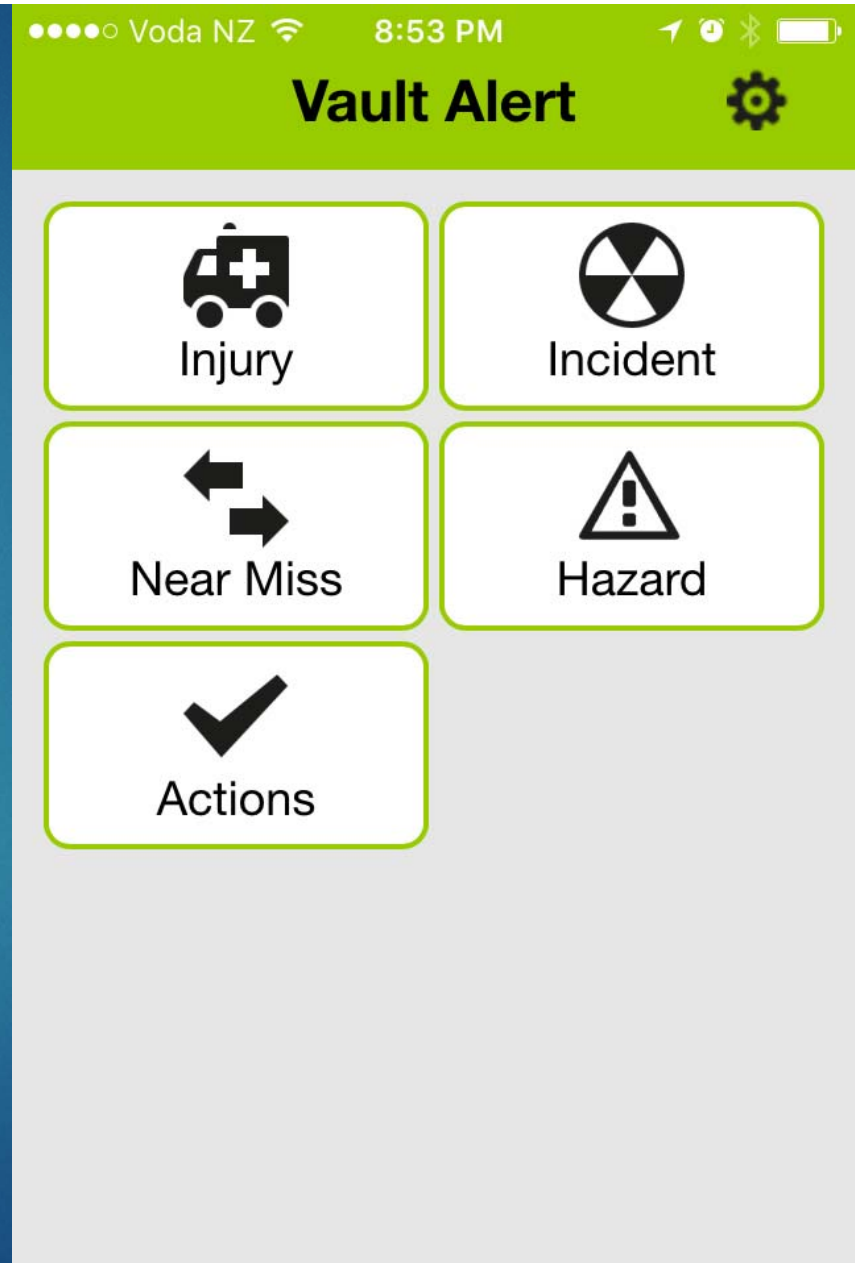 Voda NZ 8:53 PM
Vault Alert
Injury Incident
Near Miss Hazard
Actions